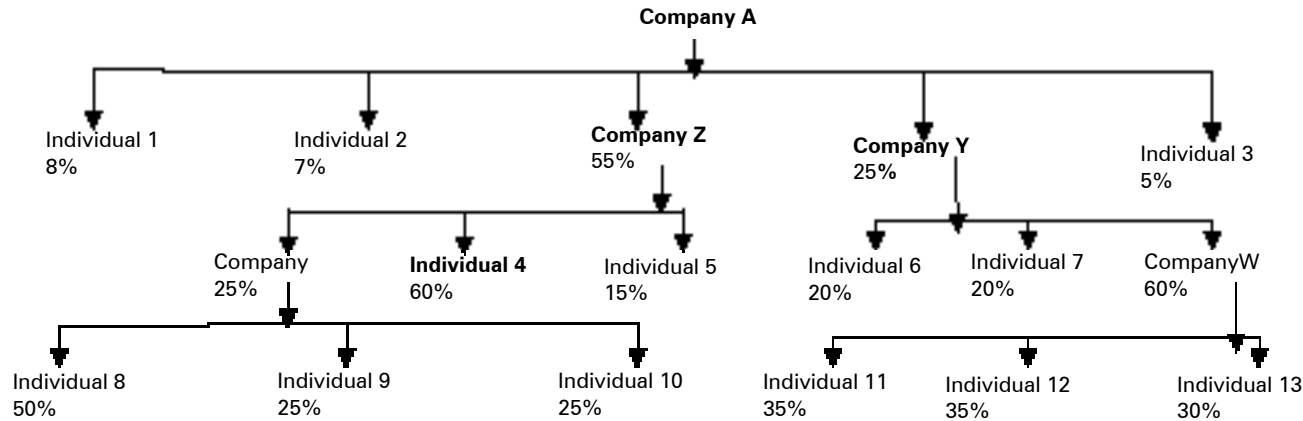 Company A
Individual 1
8%
Individual 2
7%
Company Z
55%
Company Y
25%
Individual 3
5%
Company
25%
Individual 4
60%
Individual 5
15%
Individual 6
20%
Individual 7
20%
CompanyW
60%
Individual 8
50%
Individual 9
25%
Individual 10
25%
Individual 11
35%
Individual 12
35%
Individual 13
30%